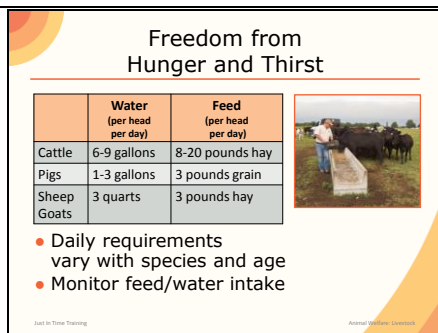 Freedom from
Hunger and Thirst
Water
(per head
per day)
Feed
(per head
per day)
Cattle 6-9 gallons 8-20 pounds hay
Pigs 1-3 gallons 3 pounds grain
Sheep
Goats 3 quarts 3 pounds hay
● Daily requirements
vary with species and age
● Monitor feed/water intake
Just In Time Training Animal Welfare: Livestock